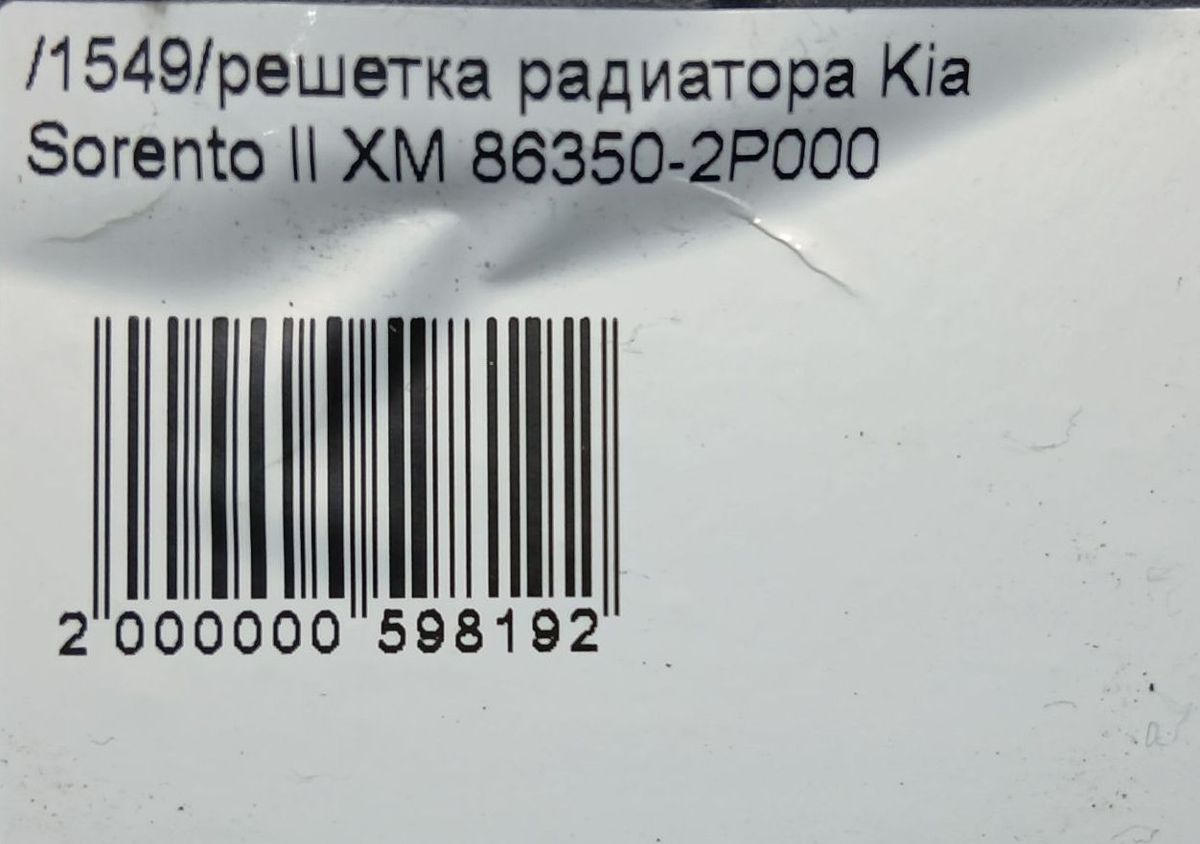 /1549/решетка радиатора Kia
Sorento II XM 86350-2P000
2 000000 598192